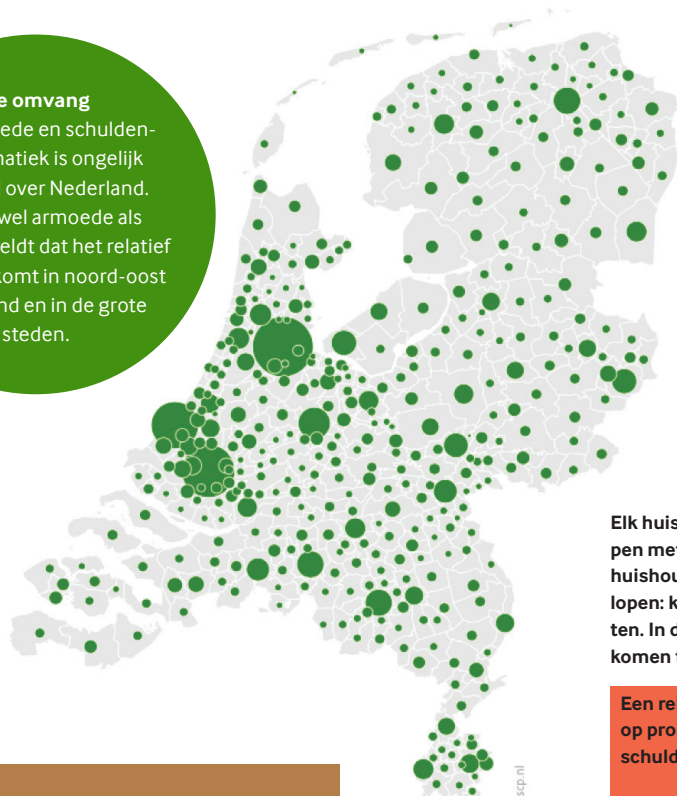 e omvang
ede en schulden-
natiek is ongelijk
over Nederland.
wel armoede als
eldt dat het relatief
komt in noord-oost
nd en in de grote
steden.
Elk huis
pen met
huishou
lopen: k
ten. In d
komen t
Een re
op pro
schuld
scp.nl